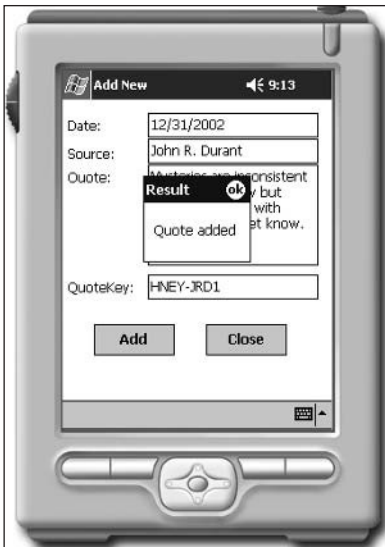 Add New 9:13
Date: 12/31/2002
Source: John R. Durant
Quote: Mysteries are inconsistent
but
with
know.
Result ok
Quote added
QuoteKey: HNEY-JRD1
Add Close